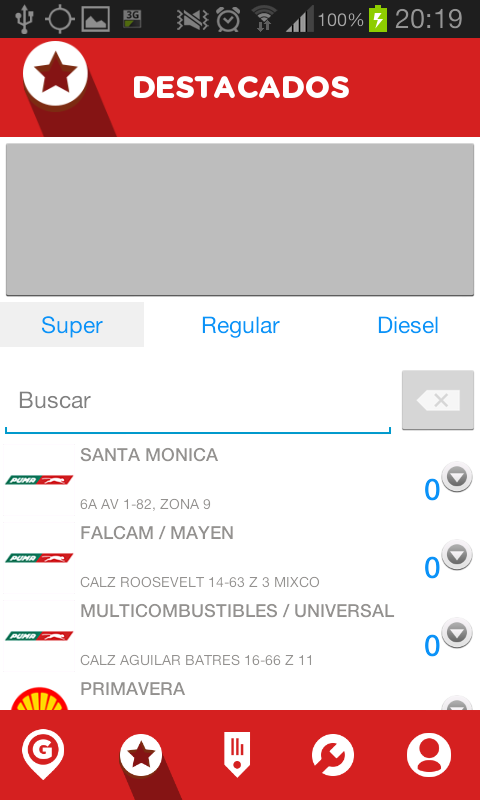 3G 100% 20:19
DESTACADOS
Super Regular Diesel
Buscar
SANTA MONICA
PUMA
6A AV 1-82, ZONA 9
0
FALCAM / MAYEN
PUMA
CALZ ROOSEVELT 14-63 Z 3 MIXCO
0
MULTICOMBUSTIBLES / UNIVERSAL
PUMA
CALZ AGUILAR BATRES 16-66 Z 11
0
PRIMAVERA
G